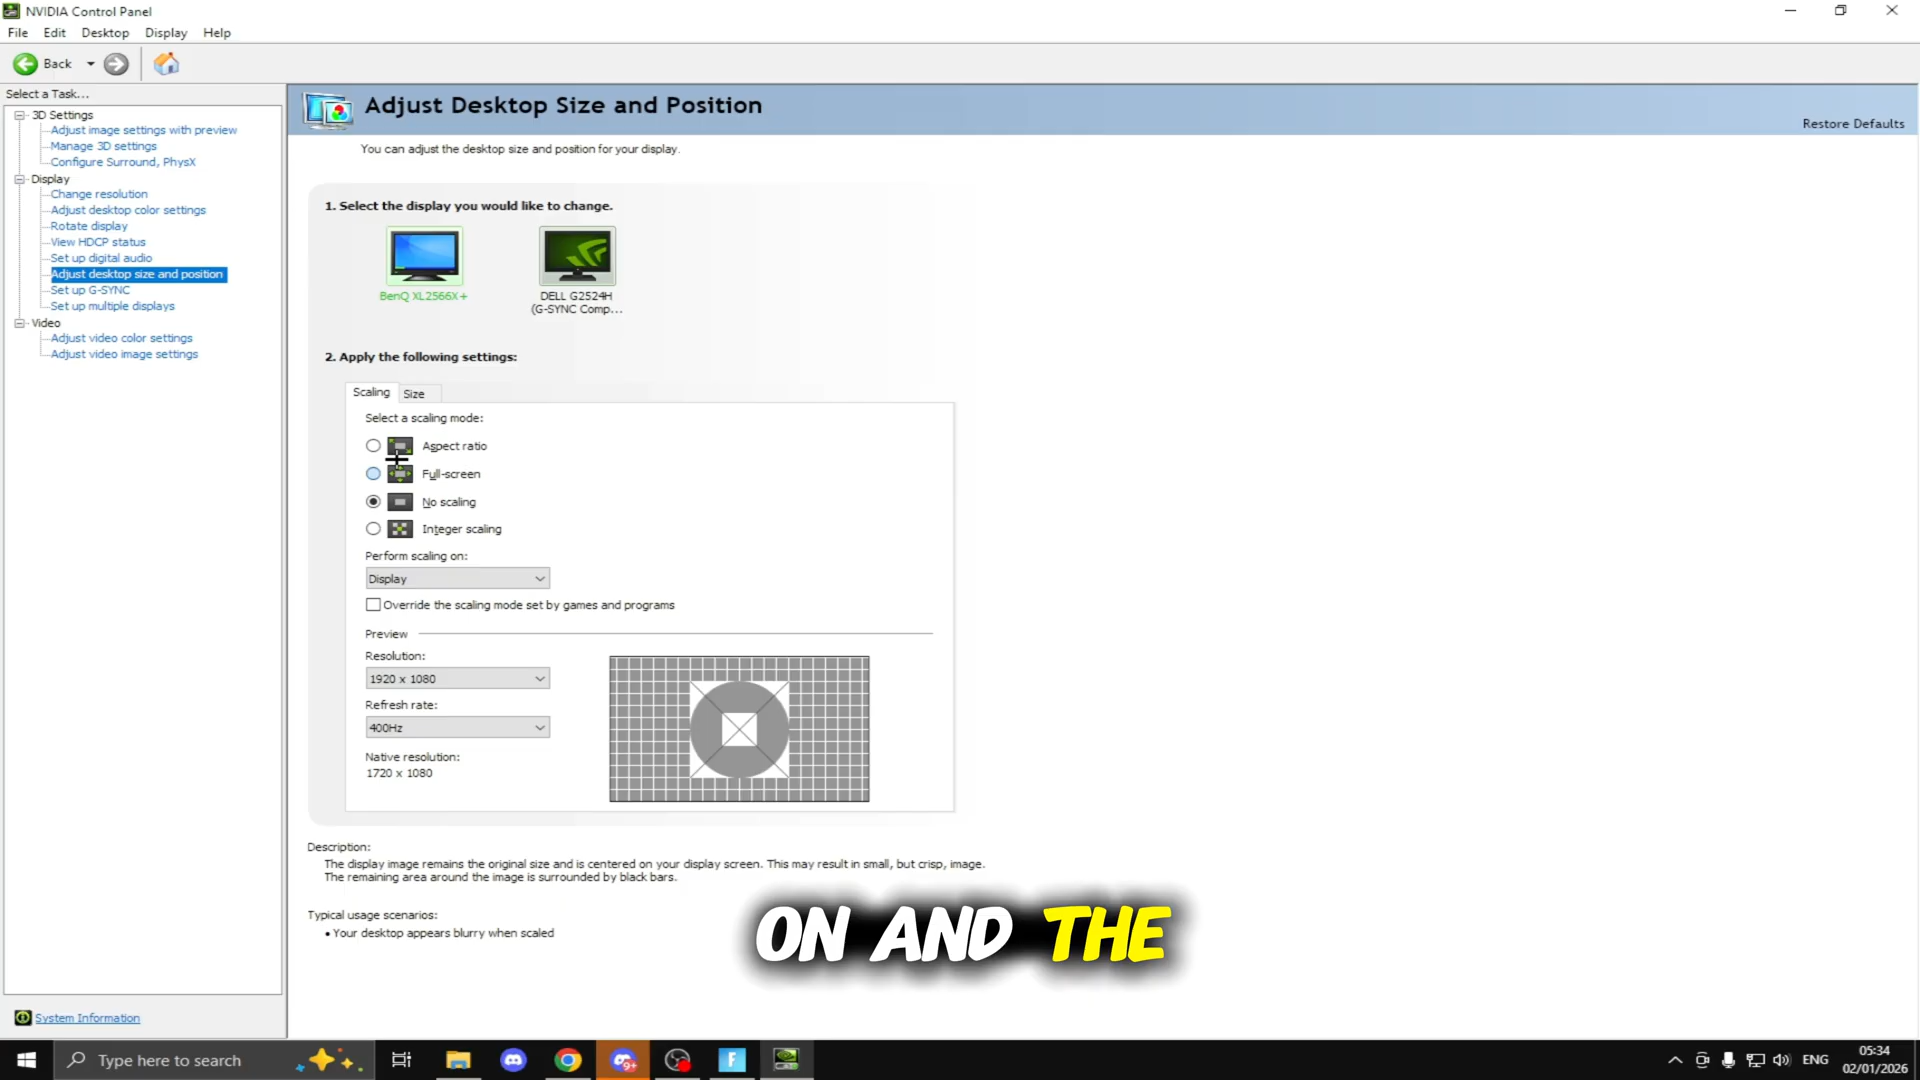 NVIDIA Control Panel
File Edit Desktop Display Help
Back
Select a Task...
3D Settings
Adjust image settings with preview
Manage 3D settings
Configure Surround, PhysX
Display
Change resolution
Adjust desktop color settings
Rotate display
View HDCP status
Set up digital audio
Adjust desktop size and position
Set up G-SYNC
Set up multiple displays
Video
Adjust video color settings
Adjust video image settings
System Information
Adjust Desktop Size and Position
Restore Defaults
You can adjust the desktop size and position for your display.
1. Select the display you would like to change.
BenQ XL2566X+
DELL G2524H
(G-SYNC Comp...
2. Apply the following settings:
Scaling Size
Select a scaling mode:
Aspect ratio
Full-screen
No scaling
Integer scaling
Perform scaling on:
Display
Override the scaling mode set by games and programs
Preview
Resolution:
1920 x 1080
Refresh rate:
400Hz
Native resolution:
1720 x 1080
Description:
The display image remains the original size and is centered on your display screen. This may result in small, but crisp, image.
The remaining area around the image is surrounded by black bars.
Typical usage scenarios:
• Your desktop appears blurry when scaled
ON AND THE
Type here to search
9+
F
ENG
05:34
02/01/2026